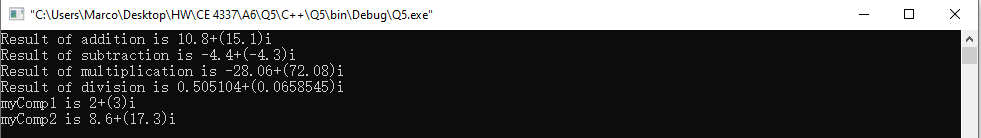 "C:\Users\Marco\Desktop\HW\CE 4337\A6\Q5\C++\Q5\bin\Debug\Q5.exe"
Result of addition is 10.8+(15.1)i
Result of subtraction is -4.4+(-4.3)i
Result of multiplication is -28.06+(72.08)i
Result of division is 0.505104+(0.0658545)i
myComp1 is 2+(3)i
myComp2 is 8.6+(17.3)i